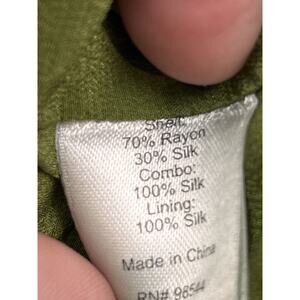 Shell:
70% Rayon
30% Silk
Combo:
100% Silk
Lining:
100% Silk
Made in China
RN# 98544